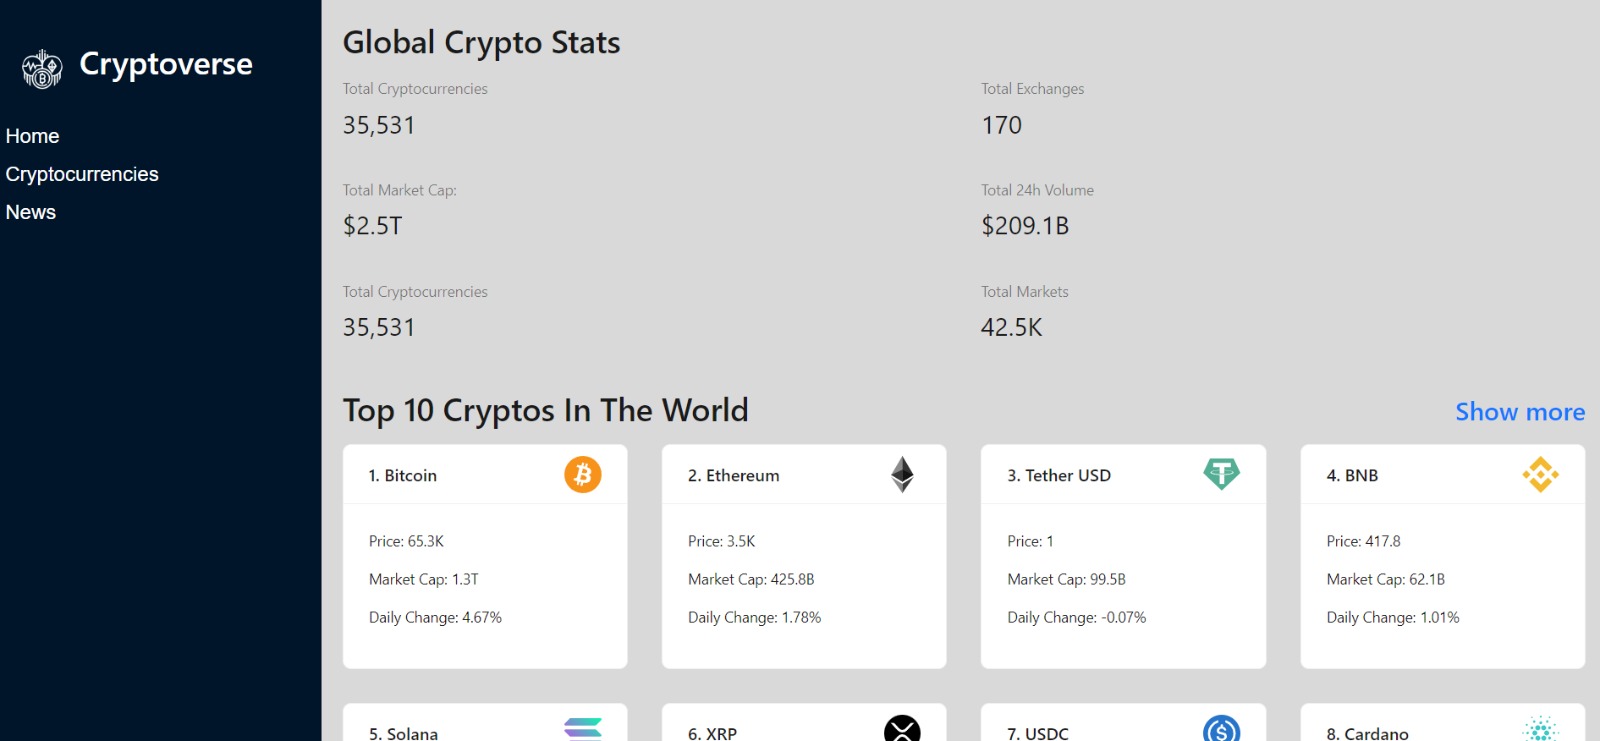 Cryptoverse
Home
Cryptocurrencies
News
Global Crypto Stats
Total Cryptocurrencies
35,531
Total Exchanges
170
Total Market Cap:
$2.5T
Total 24h Volume
$209.1B
Total Cryptocurrencies
35,531
Total Markets
42.5K
Top 10 Cryptos In The World
Show more
1. Bitcoin
Price: 65.3K
Market Cap: 1.3T
Daily Change: 4.67%
2. Ethereum
Price: 3.5K
Market Cap: 425.8B
Daily Change: 1.78%
3. Tether USD
Price: 1
Market Cap: 99.5B
Daily Change: -0.07%
4. BNB
Price: 417.8
Market Cap: 62.1B
Daily Change: 1.01%
5. Solana
6. XRP
7. USDC
8. Cardano